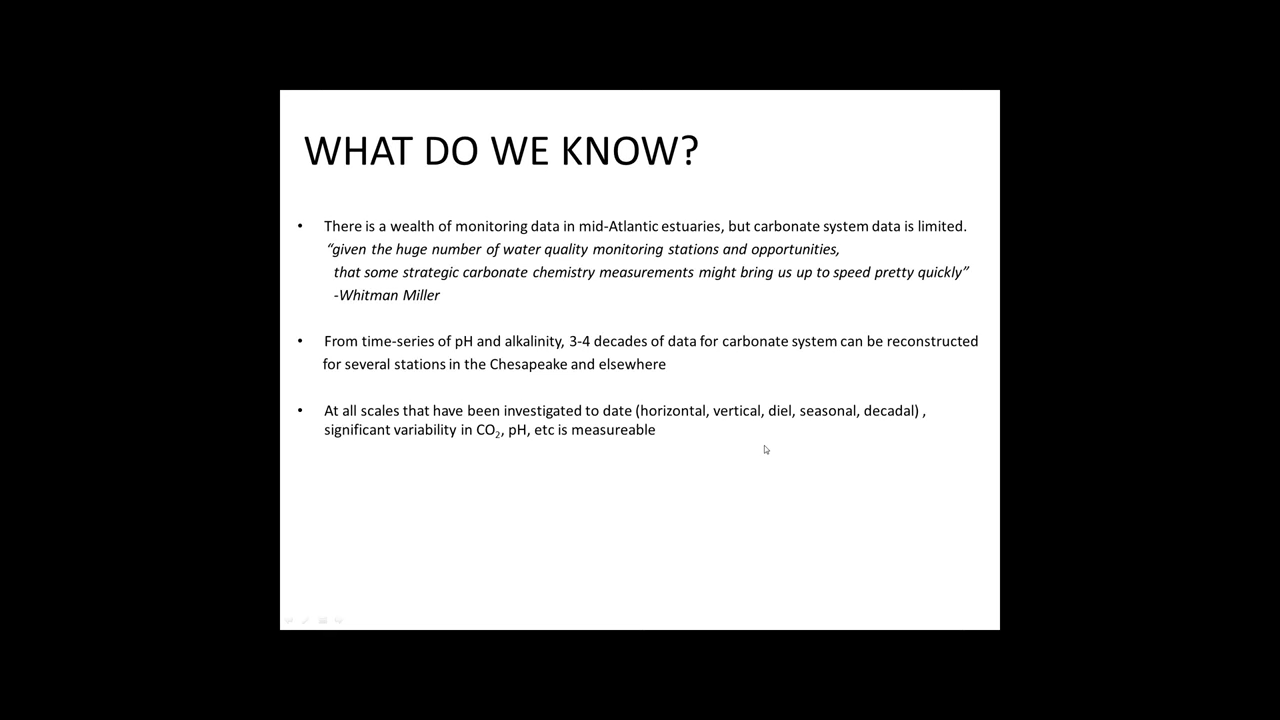 WHAT DO WE KNOW?
• There is a wealth of monitoring data in mid-Atlantic estuaries, but carbonate system data is limited.
“given the huge number of water quality monitoring stations and opportunities,
that some strategic carbonate chemistry measurements might bring us up to speed pretty quickly”
-Whitman Miller
• From time-series of pH and alkalinity, 3-4 decades of data for carbonate system can be reconstructed
for several stations in the Chesapeake and elsewhere
• At all scales that have been investigated to date (horizontal, vertical, diel, seasonal, decadal) ,
significant variability in CO₂, pH, etc is measureable